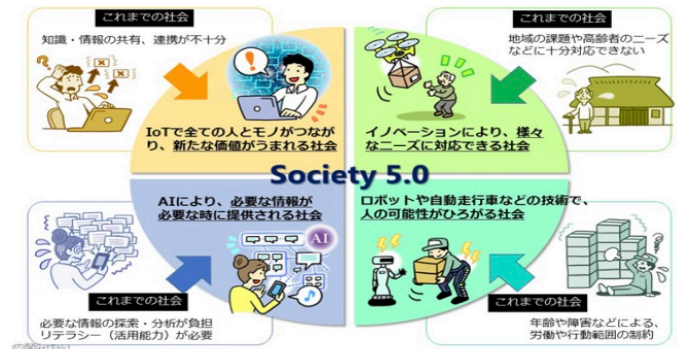 これまでの社会
知識・情報の共有、連携が不十分
IoTで全ての人とモノがつなが
り、新たな価値がうまれる社会
これまでの社会
地域の課題や高齢者のニーズ
などに十分対応できない
イノベーションにより、様々
なニーズに対応できる社会
Society 5.0
AIにより、必要な情報が
必要な時に提供される社会
AI
これまでの社会
必要な情報の探索・分析が負担
リテラシー（活用能力）が必要
ロボットや自動走行車などの技術で、
人の可能性がひろがる社会
これまでの社会
年齢や障害などによる、
労働や行動範囲の制約